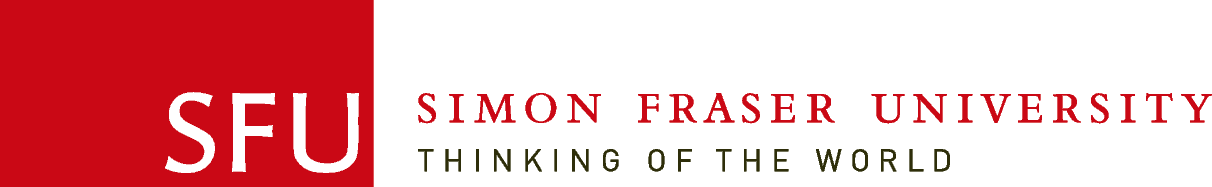 SFU
SIMON FRASER UNIVERSITY
THINKING OF THE WORLD